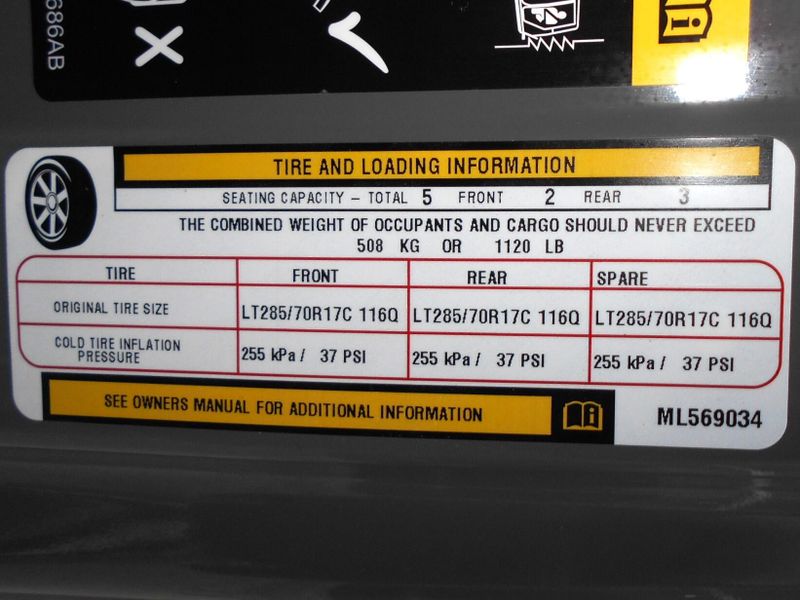 686AB
TIRE AND LOADING INFORMATION
SEATING CAPACITY – TOTAL 5 FRONT 2 REAR 3
THE COMBINED WEIGHT OF OCCUPANTS AND CARGO SHOULD NEVER EXCEED
508 KG OR 1120 LB
TIRE FRONT REAR SPARE
ORIGINAL TIRE SIZE LT285/70R17C 116Q LT285/70R17C 116Q LT285/70R17C 116Q
COLD TIRE INFLATION
PRESSURE 255 kPa / 37 PSI 255 kPa / 37 PSI 255 kPa / 37 PSI
SEE OWNERS MANUAL FOR ADDITIONAL INFORMATION
ML569034